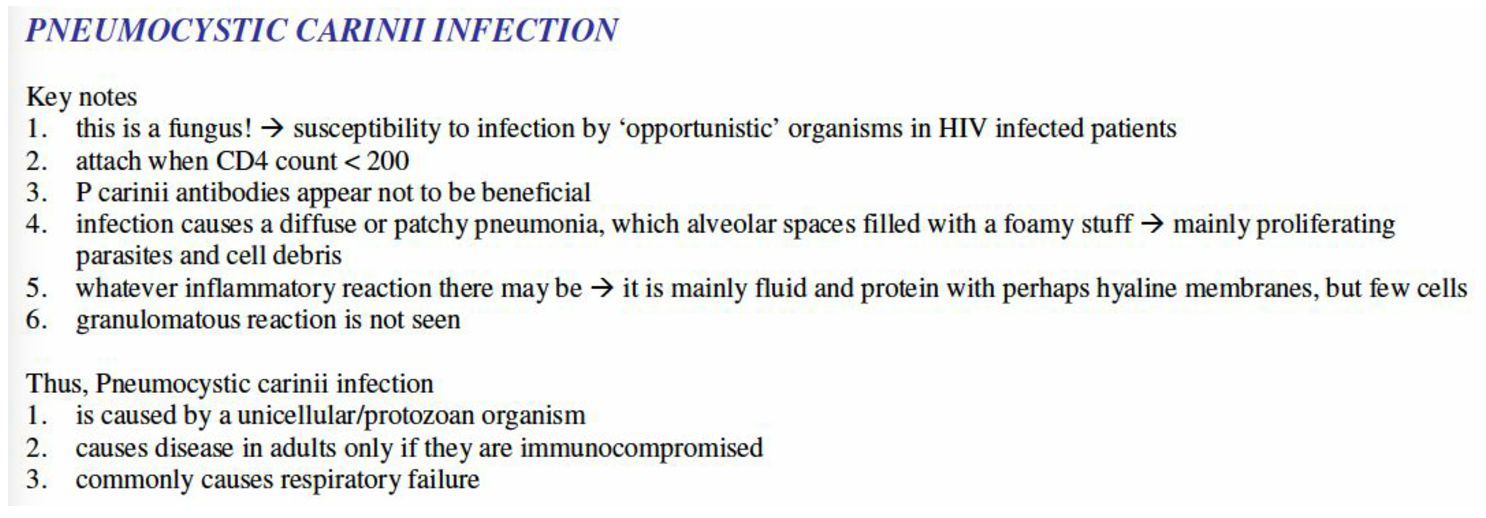 PNEUMOCYSTIC CARINII INFECTION
Key notes
1. this is a fungus! → susceptibility to infection by ‘opportunistic’ organisms in HIV infected patients
2. attach when CD4 count < 200
3. P carinii antibodies appear not to be beneficial
4. infection causes a diffuse or patchy pneumonia, which alveolar spaces filled with a foamy stuff → mainly proliferating
parasites and cell debris
5. whatever inflammatory reaction there may be → it is mainly fluid and protein with perhaps hyaline membranes, but few cells
6. granulomatous reaction is not seen
Thus, Pneumocystic carinii infection
1. is caused by a unicellular/protozoan organism
2. causes disease in adults only if they are immunocompromised
3. commonly causes respiratory failure